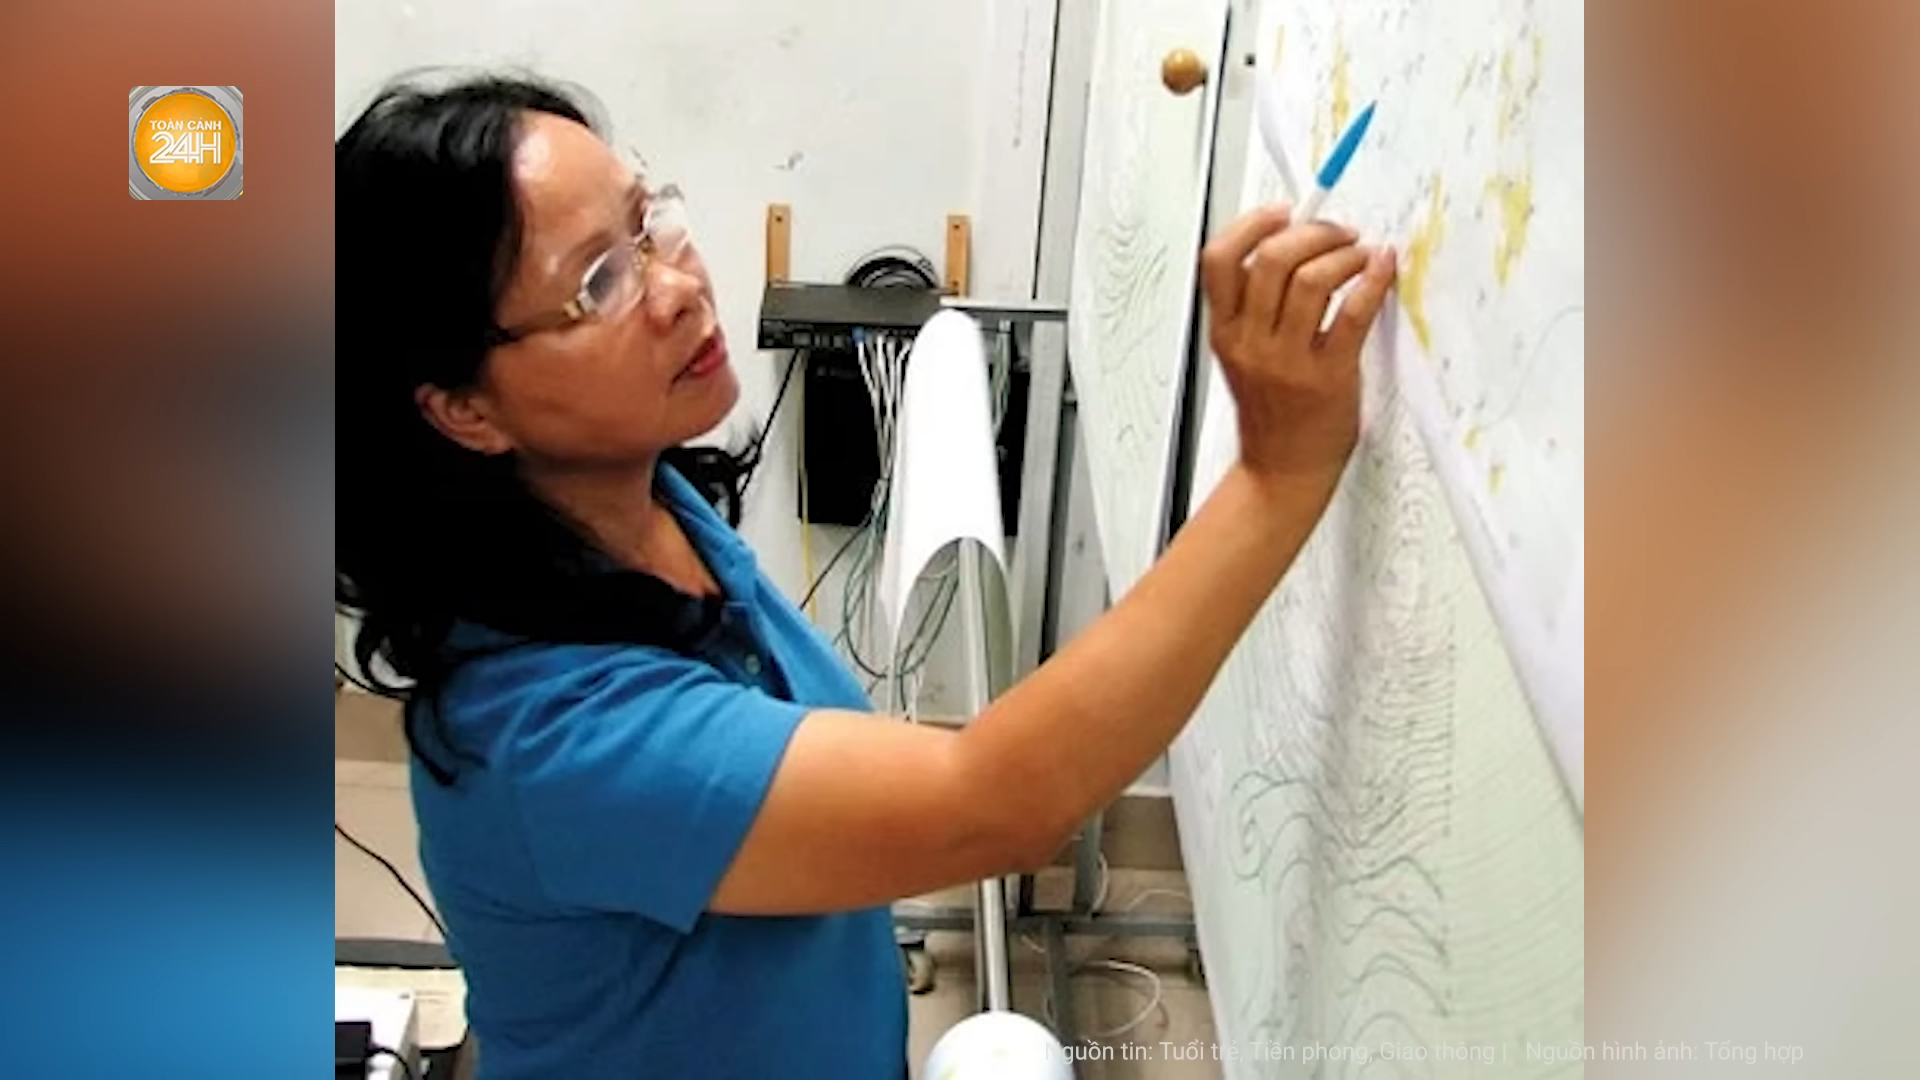 TOÀN CẢNH
24H
Nguồn tin: Tuổi trẻ, Tiền phong, Giao thông | Nguồn hình ảnh: Tổng hợp